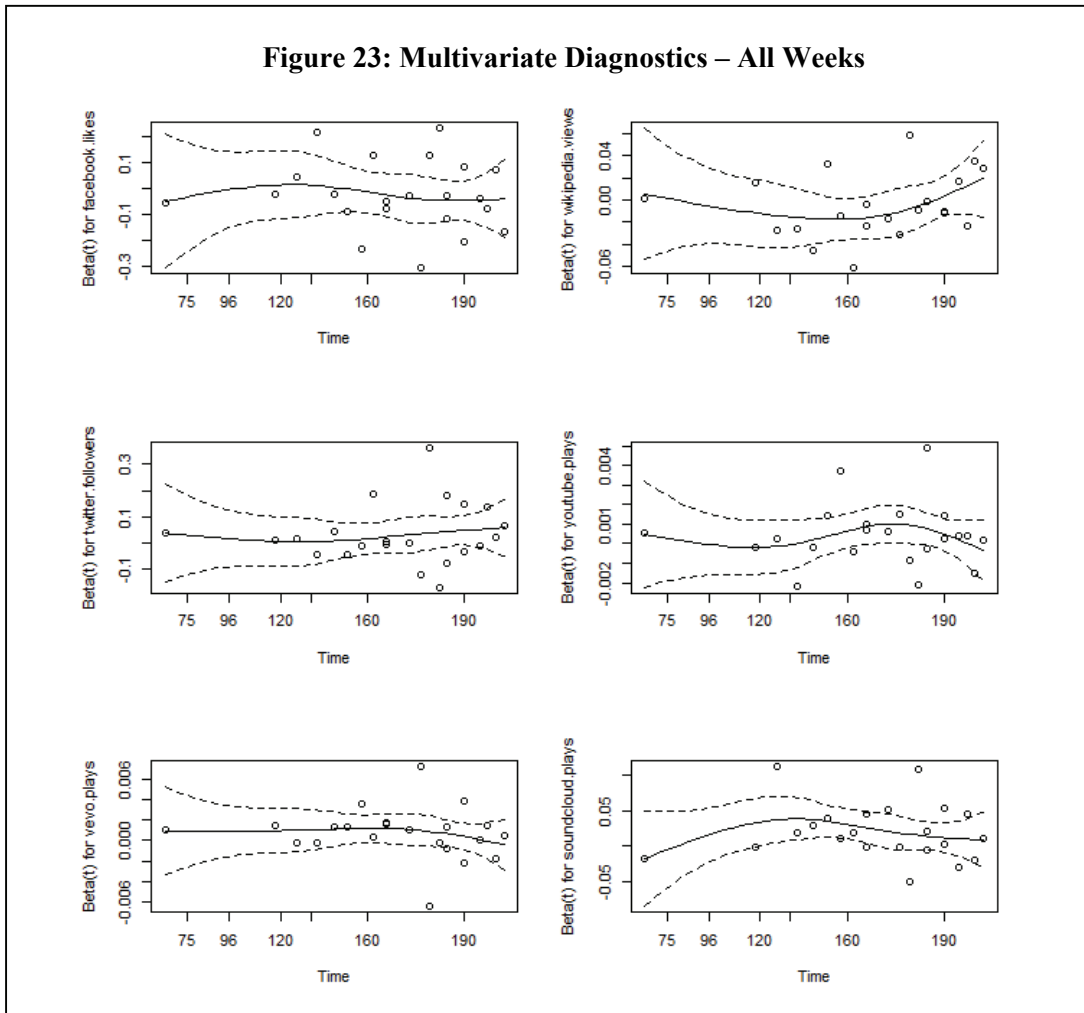 Figure 23: Multivariate Diagnostics – All Weeks
Beta(t) for facebook.likes
0.1
-0.1
-0.3
75 96 120 160 190
Time
Beta(t) for wikipedia.views
0.04
0.00
-0.06
75 96 120 160 190
Time
Beta(t) for twitter.followers
0.3
0.1
-0.1
75 96 120 160 190
Time
Beta(t) for youtube.plays
0.004
0.001
-0.002
75 96 120 160 190
Time
Beta(t) for vevo.plays
0.006
0.000
-0.006
75 96 120 160 190
Time
Beta(t) for soundcloud.plays
0.05
-0.05
75 96 120 160 190
Time